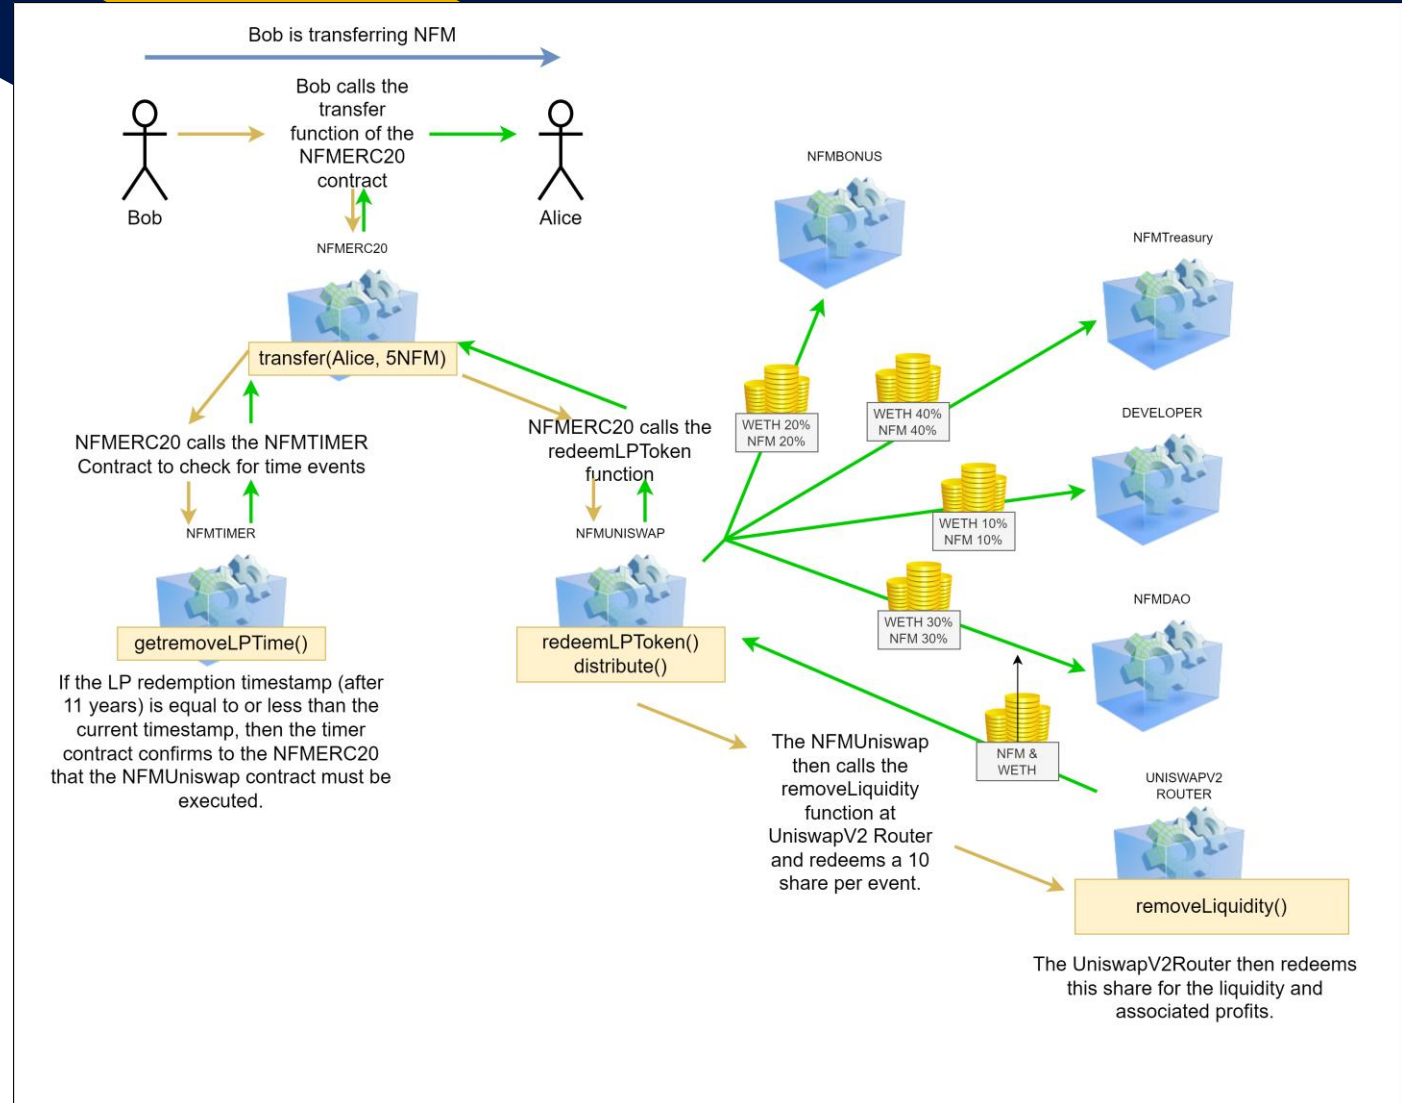 Bob is transferring NFM
Bob calls the
transfer
function of the
NFMERC20
contract
Bob
Alice
NFMERC20
transfer(Alice, 5NFM)
NFMERC20 calls the NFMTIMER
Contract to check for time events
NFMTIMER
getremoveLPTime()
If the LP redemption timestamp (after
11 years) is equal to or less than the
current timestamp, then the timer
contract confirms to the NFMERC20
that the NFMUniswap contract must be
executed.
NFMERC20 calls the
redeemLPToken
function
NFMUNISWAP
redeemLPToken()
distribute()
NFMBONUS
WETH 20%
NFM 20%
NFMTreasury
WETH 40%
NFM 40%
DEVELOPER
WETH 10%
NFM 10%
NFMDAO
WETH 30%
NFM 30%
NFM &
WETH
The NFMUniswap
then calls the
removeLiquidity
function at
UniswapV2 Router
and redeems a 10
share per event.
UNISWAPV2
ROUTER
removeLiquidity()
The UniswapV2Router then redeems
this share for the liquidity and
associated profits.